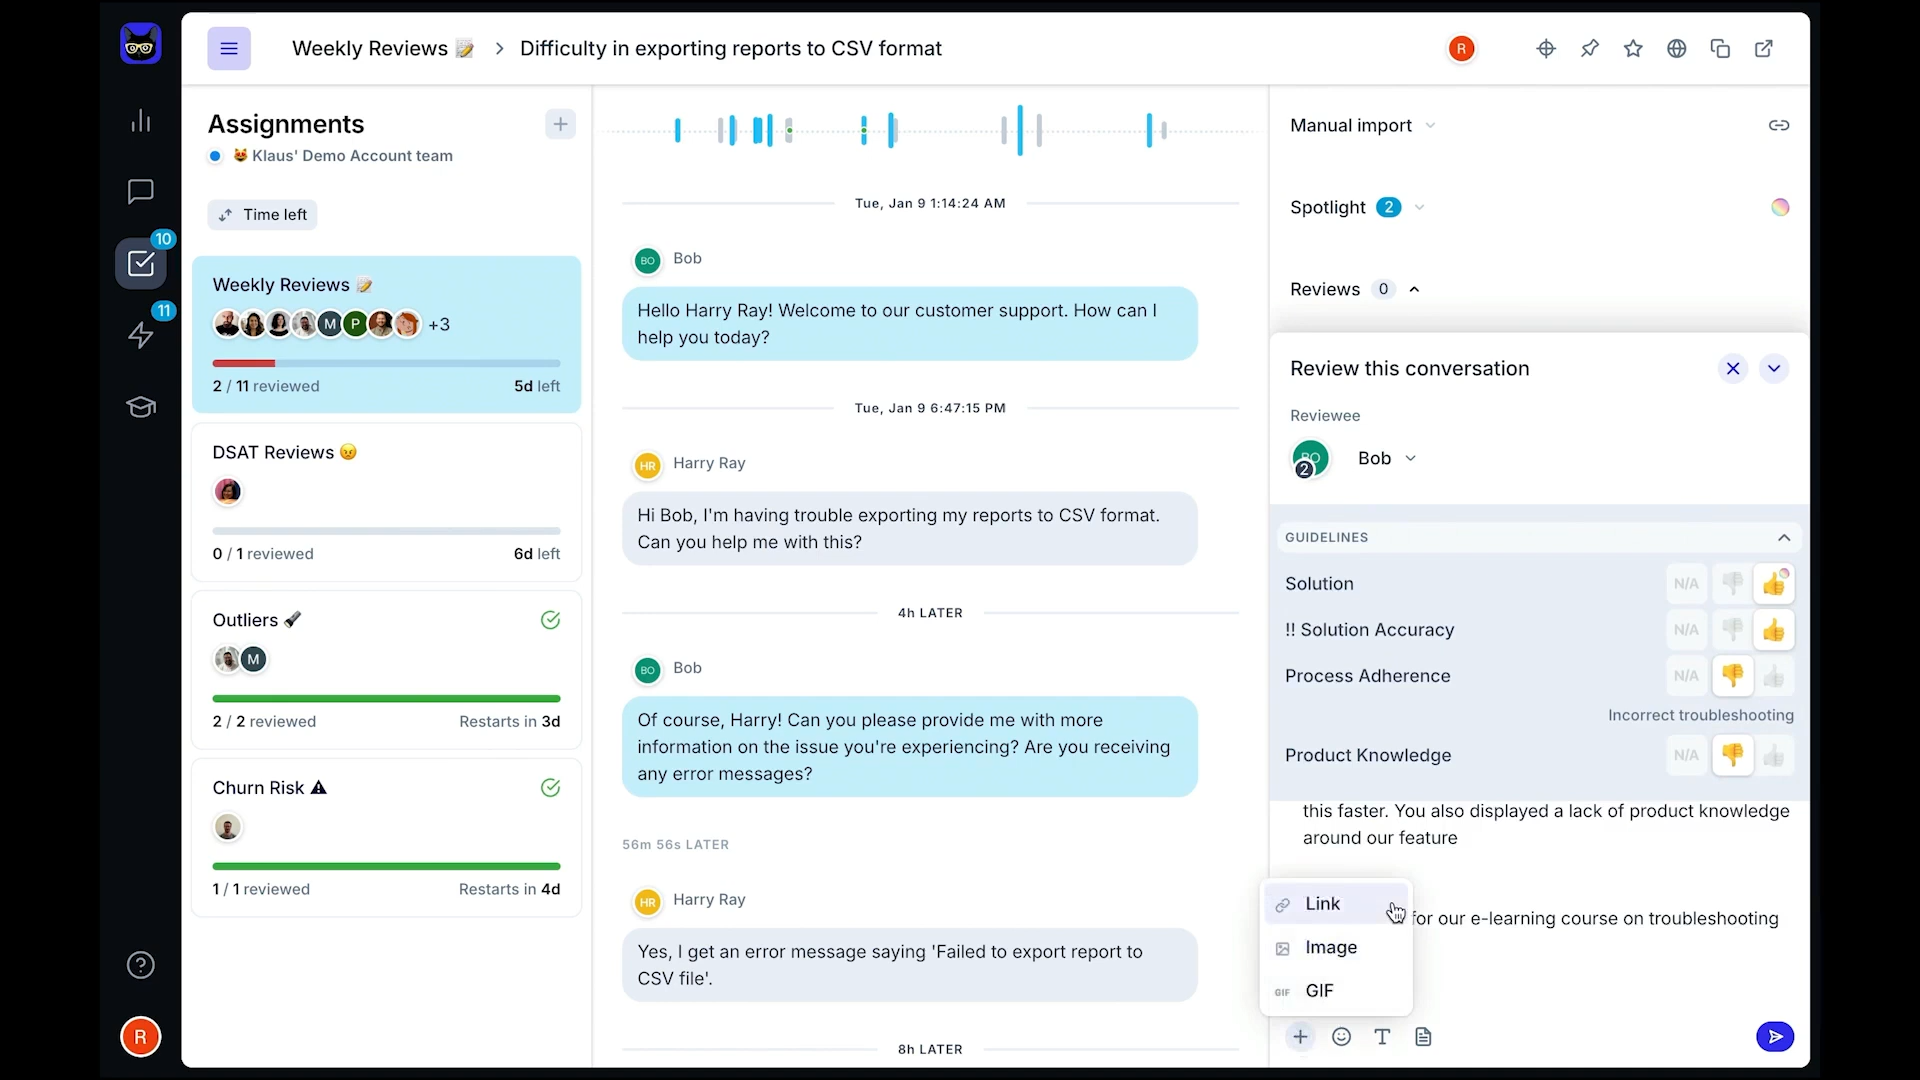 Weekly Reviews 📝 > Difficulty in exporting reports to CSV format
R
10
11
R
Assignments
Klaus' Demo Account team
Time left
Weekly Reviews
M P +3
2 / 11 reviewed 5d left
DSAT Reviews
0 / 1 reviewed 6d left
Outliers
M
2 / 2 reviewed Restarts in 3d
Churn Risk
1 / 1 reviewed Restarts in 4d
Tue, Jan 9 1:14:24 AM
BO Bob
Hello Harry Ray! Welcome to our customer support. How can I
help you today?
Tue, Jan 9 6:47:15 PM
HR Harry Ray
Hi Bob, I'm having trouble exporting my reports to CSV format.
Can you help me with this?
4h LATER
BO Bob
Of course, Harry! Can you please provide me with more
information on the issue you're experiencing? Are you receiving
any error messages?
56m 56s LATER
HR Harry Ray
Yes, I get an error message saying 'Failed to export report to
CSV file'.
8h LATER
Manual import
Spotlight 2
Reviews 0
Review this conversation
Reviewee
BO 2 Bob
GUIDELINES
Solution N/A
!! Solution Accuracy N/A
Process Adherence N/A
Incorrect troubleshooting
Product Knowledge N/A
this faster. You also displayed a lack of product knowledge
around our feature
Link
for our e-learning course on troubleshooting
Image
GIF GIF